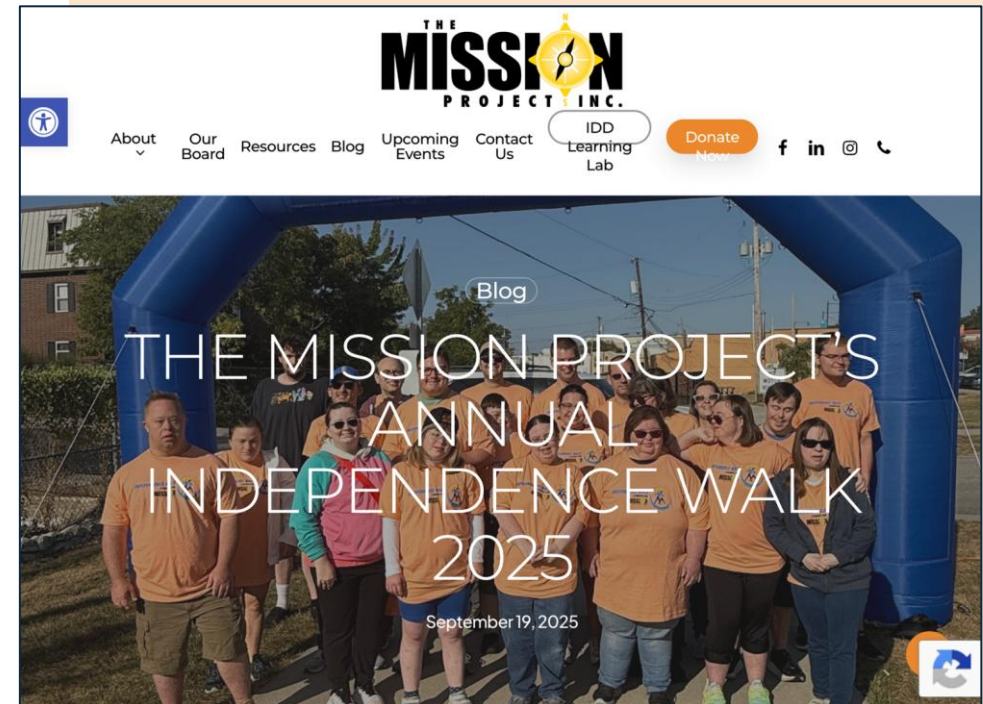 THE
MISSION
PROJECT INC.
About
Our
Board
Resources
Blog
Upcoming
Events
Contact
Us
IDD
Learning
Lab
Donate
Now
Blog
THE MISSION PROJECT'S
ANNUAL
INDEPENDENCE WALK
2025
September 19, 2025